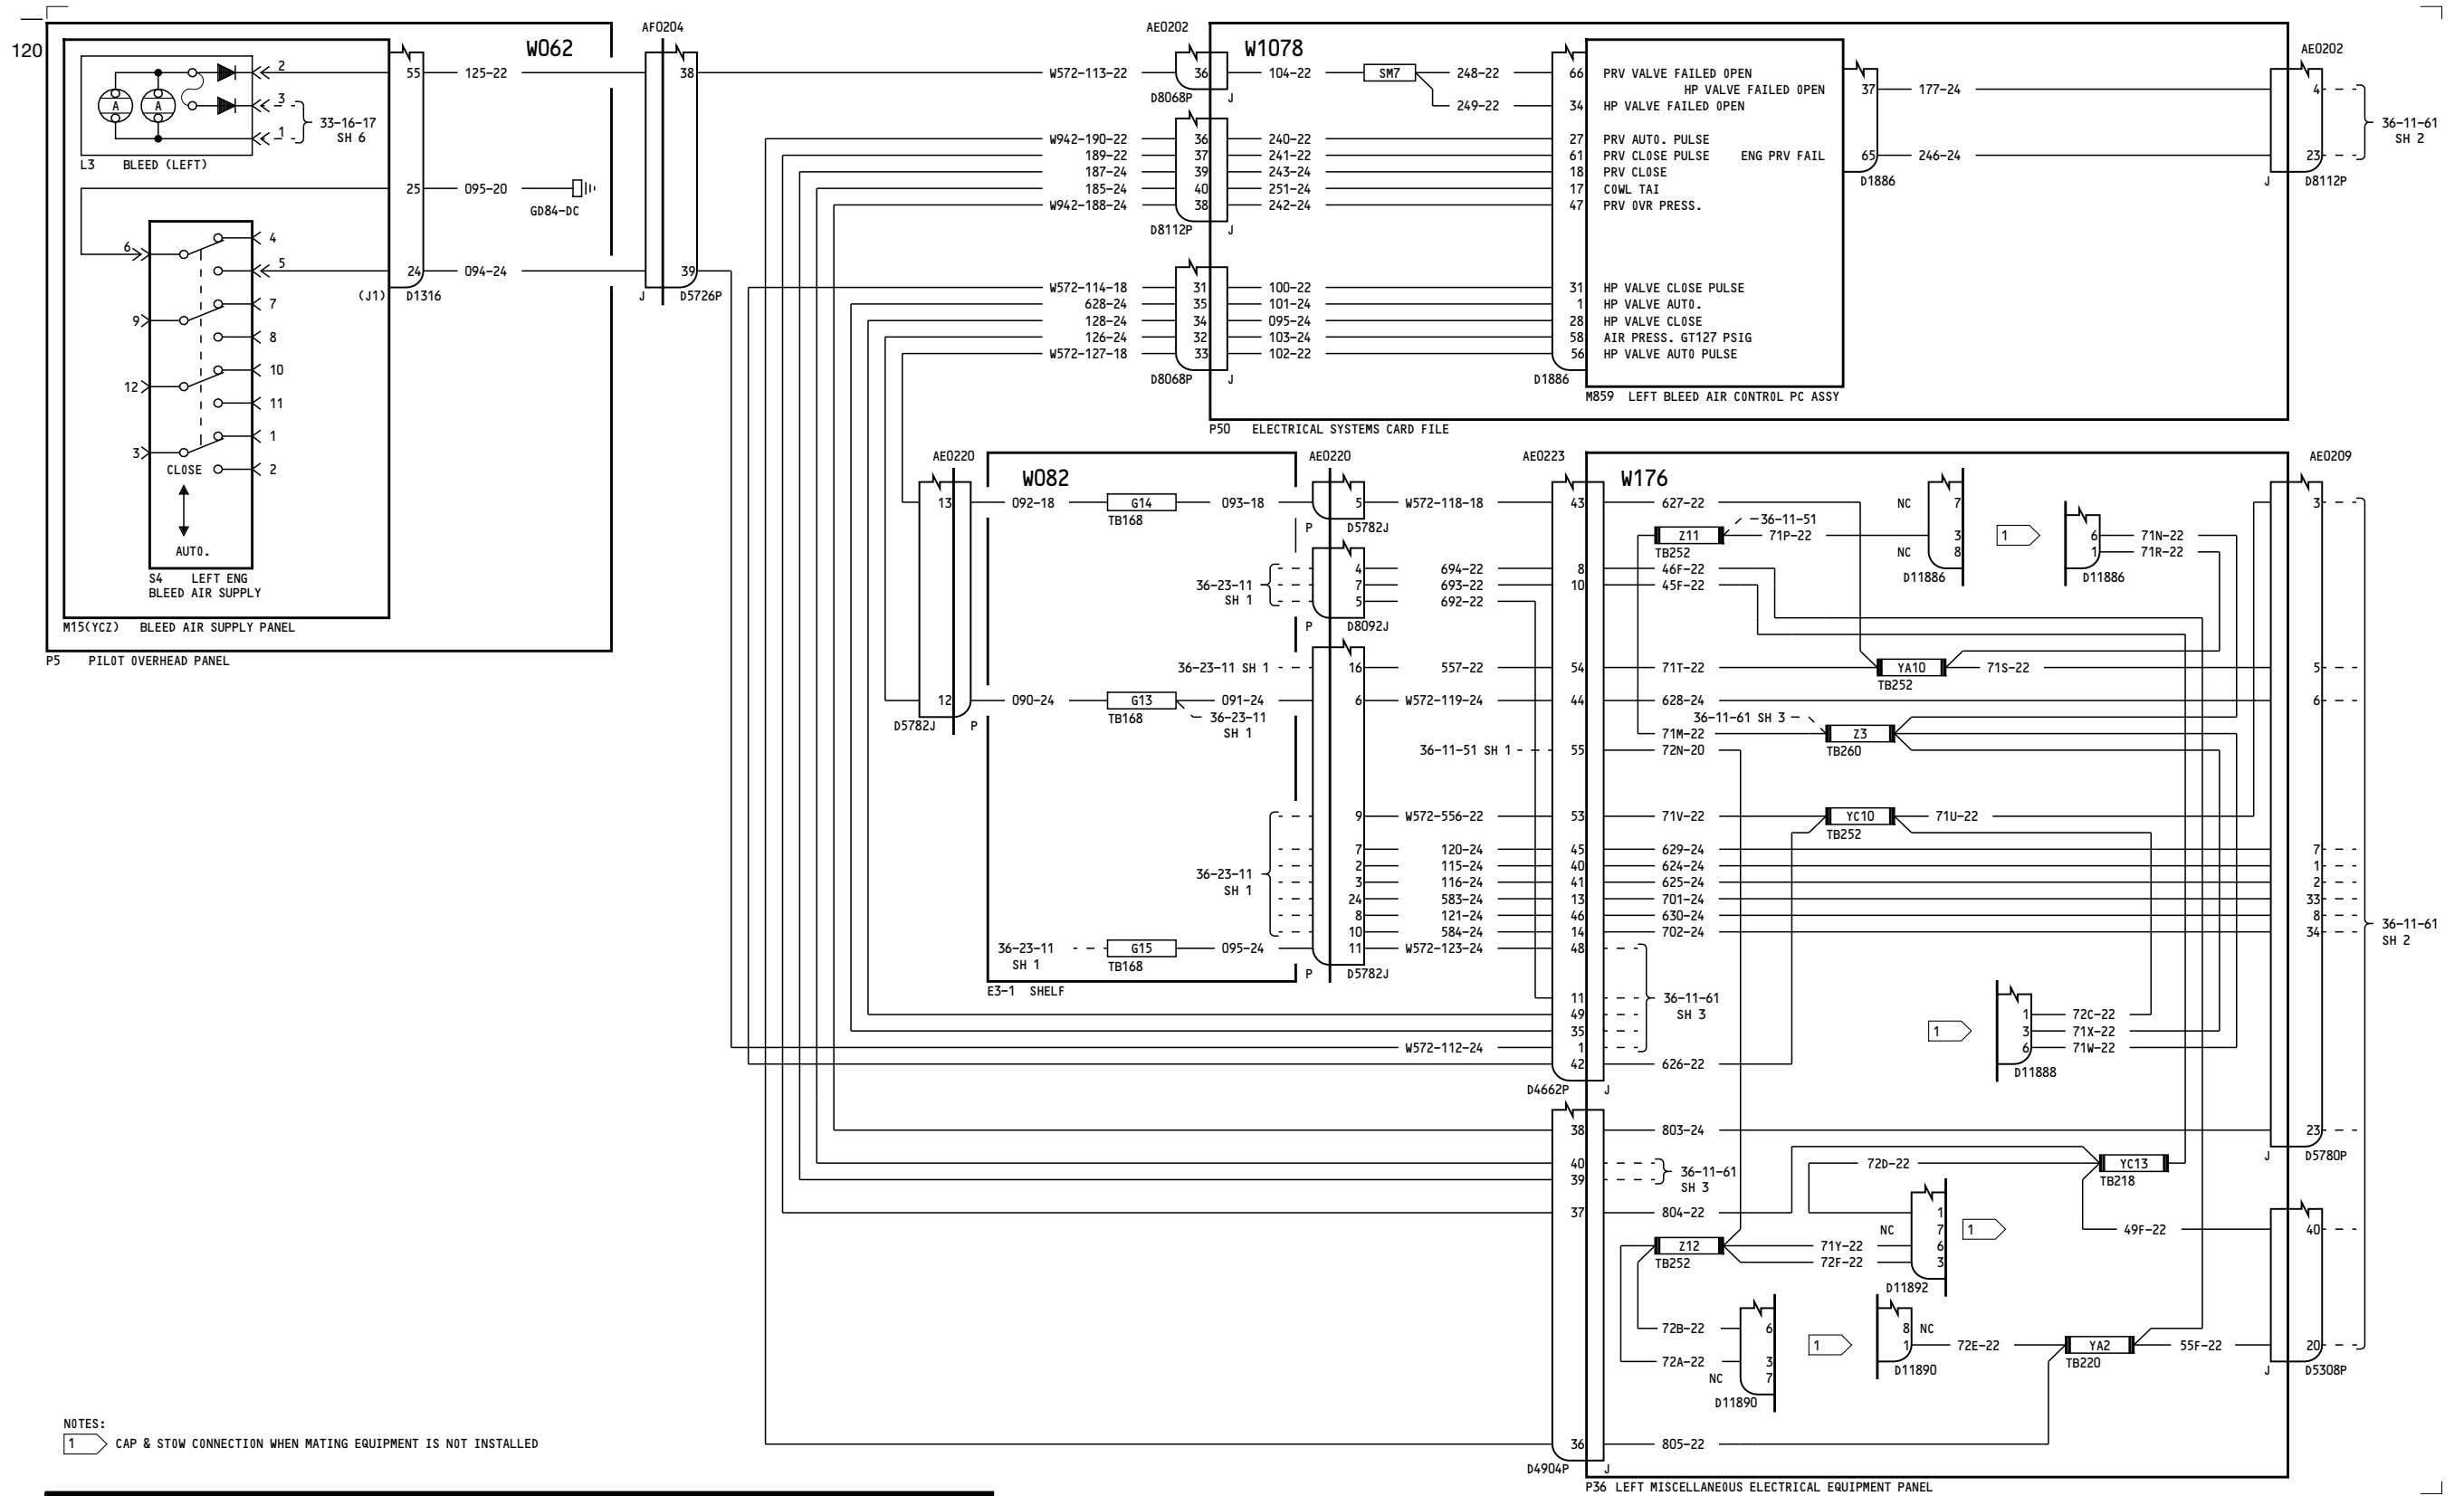 120
W062
AF0204
AE0202
W1078
AE0202
2
55
125-22
38
W572-113-22
36
104-22
SM7
248-22
66
PRV VALVE FAILED OPEN
HP VALVE FAILED OPEN
37
177-24
4
A
A
3
1
33-16-17
SH 6
D8068P
J
249-22
34
HP VALVE FAILED OPEN
36-11-61
SH 2
L3
BLEED (LEFT)
W942-190-22
36
240-22
27
PRV AUTO. PULSE
189-22
37
241-22
61
PRV CLOSE PULSE
ENG PRV FAIL
65
246-24
23
187-24
39
243-24
18
PRV CLOSE
D1886
J
D8112P
25
095-20
GD84-DC
185-24
40
251-24
17
COWL TAI
W942-188-24
38
242-24
47
PRV OVR PRESS.
D8112P
J
6
4
5
24
094-24
39
(J1)
D1316
J
D5726P
W572-114-18
31
100-22
31
HP VALVE CLOSE PULSE
7
628-24
35
101-24
1
HP VALVE AUTO.
9
128-24
34
095-24
28
HP VALVE CLOSE
8
126-24
32
103-24
58
AIR PRESS. GT127 PSIG
W572-127-18
33
102-22
56
HP VALVE AUTO PULSE
10
12
D8068P
J
D1886
M859 LEFT BLEED AIR CONTROL PC ASSY
11
P50
ELECTRICAL SYSTEMS CARD FILE
1
3
2
CLOSE
AUTO.
S4
LEFT ENG
BLEED AIR SUPPLY
M15(YCZ)
BLEED AIR SUPPLY PANEL
P5
PILOT OVERHEAD PANEL
AE0220
W082
AE0220
AE0223
W176
AE0209
13
092-18
G14
TB168
093-18
5
D5782J
P
W572-118-18
43
627-22
NC
7
3
Z11
TB252
36-11-51
71P-22
3
NC
8
D11886
1
6
71N-22
1
71R-22
D11886
36-23-11
SH 1
4
694-22
8
46F-22
7
693-22
10
45F-22
5
692-22
P
D8092J
36-23-11 SH 1
16
557-22
54
71T-22
YA10
TB252
71S-22
5
12
090-24
G13
TB168
091-24
36-23-11
SH 1
6
W572-119-24
44
628-24
6
D5782J
P
36-11-61 SH 3
71M-22
Z3
TB260
36-11-51 SH 1
55
72N-20
9
W572-556-22
53
71V-22
YC10
TB252
71U-22
36-23-11
SH 1
7
120-24
45
629-24
7
2
115-24
40
624-24
1
3
116-24
41
625-24
2
24
583-24
13
701-24
33
8
121-24
46
630-24
8
10
584-24
14
702-24
34
36-11-61
SH 2
36-23-11
SH 1
G15
TB168
095-24
11
W572-123-24
48
P
D5782J
E3-1 SHELF
11
49
35
36-11-61
SH 3
W572-112-24
1
42
626-22
D4662P
J
1
1
72C-22
3
71X-22
6
71W-22
D11888
38
803-24
23
J
D5780P
40
39
36-11-61
SH 3
72D-22
YC13
TB218
37
804-22
1
NC
7
1
49F-22
40
Z12
TB252
71Y-22
6
72F-22
3
D11892
72B-22
6
72A-22
3
NC
7
D11890
1
8
NC
1
D11890
72E-22
YA2
TB220
55F-22
20
J
D5308P
36
805-22
D4904P
J
P36 LEFT MISCELLANEOUS ELECTRICAL EQUIPMENT PANEL
NOTES:
1
CAP & STOW CONNECTION WHEN MATING EQUIPMENT IS NOT INSTALLED